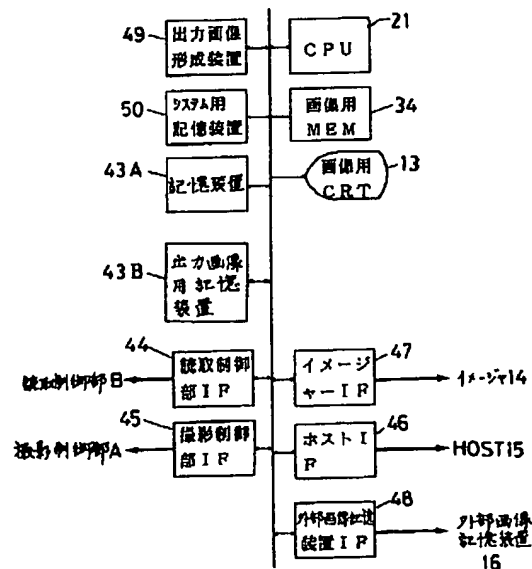 49
出力画像
形成装置
21
CPU
50
システム用
記憶装置
34
画像用
MEM
43A
記憶装置
13
画像用
CRT
43B
出力画像
用記憶
装置
44
読取制御
部IF
読取制御部B
47
イメージ
ャーIF
イメージャ14
45
撮影制御
部IF
撮影制御部A
46
ホストI
F
HOST15
48
外部画像記憶
装置IF
外部画像
記憶装置
16